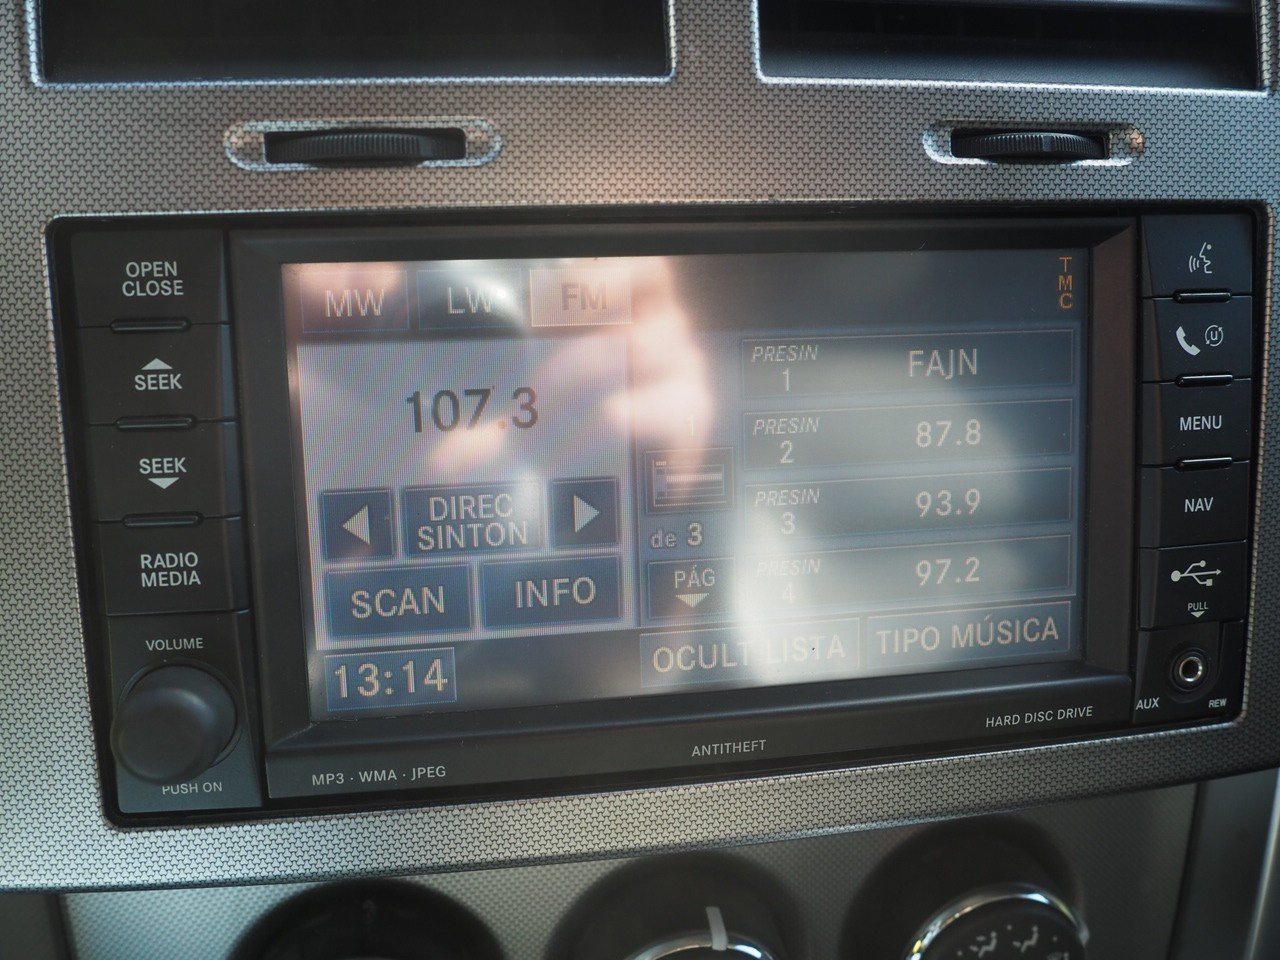 OPEN
CLOSE
SEEK
SEEK
RADIO
MEDIA
VOLUME
PUSH ON
MW LW FM
TMC
107.3
DIREC
SINTON
SCAN INFO
13:14
1
de 3
PÁG
PRESIN
1
FAJN
PRESIN
2
87.8
PRESIN
3
93.9
PRESIN
4
97.2
OCULT LISTA TIPO MÚSICA
MENU
NAV
PULL
AUX REW
MP3 · WMA · JPEG
ANTITHEFT
HARD DISC DRIVE